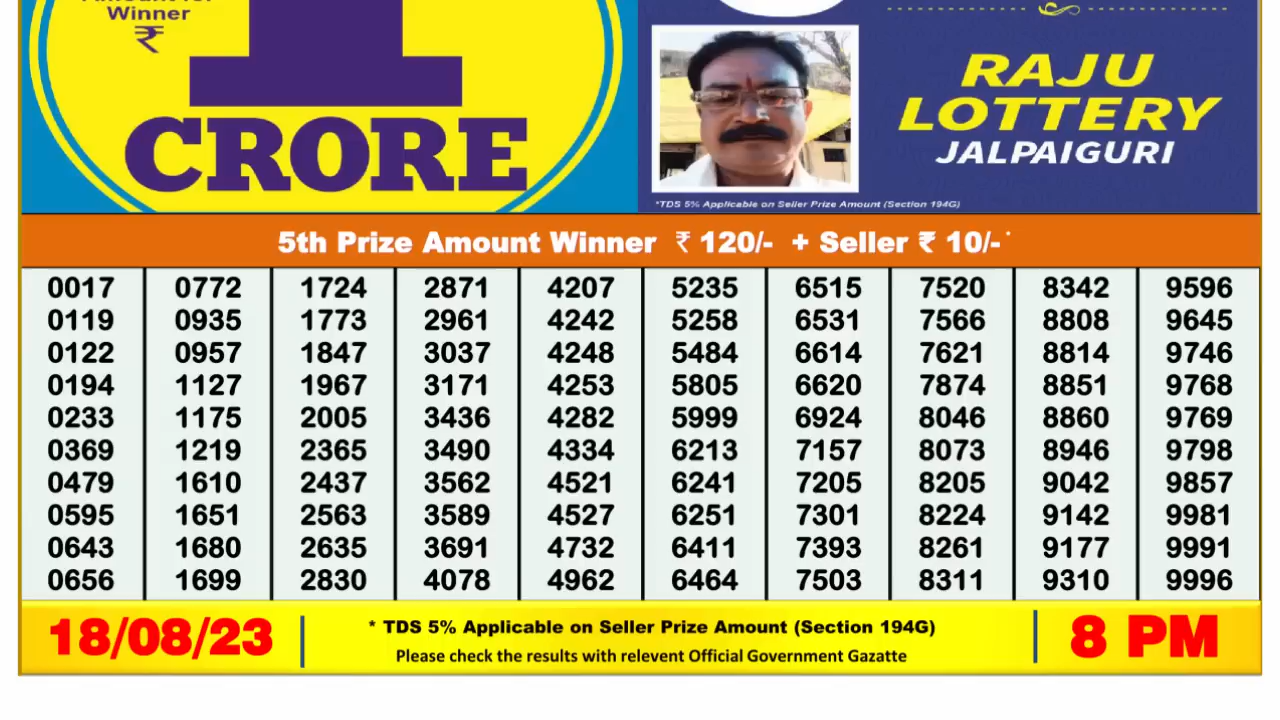 Winner
₹
1
CRORE
RAJU
LOTTERY
JALPAIGURI
*TDS 5% Applicable on Seller Prize Amount (Section 194G)
5th Prize Amount Winner ₹ 120/- + Seller ₹ 10/- *
0017 0772 1724 2871 4207 5235 6515 7520 8342 9596
0119 0935 1773 2961 4242 5258 6531 7566 8808 9645
0122 0957 1847 3037 4248 5484 6614 7621 8814 9746
0194 1127 1967 3171 4253 5805 6620 7874 8851 9768
0233 1175 2005 3436 4282 5999 6924 8046 8860 9769
0369 1219 2365 3490 4334 6213 7157 8073 8946 9798
0479 1610 2437 3562 4521 6241 7205 8205 9042 9857
0595 1651 2563 3589 4527 6251 7301 8224 9142 9981
0643 1680 2635 3691 4732 6411 7393 8261 9177 9991
0656 1699 2830 4078 4962 6464 7503 8311 9310 9996
18/08/23
* TDS 5% Applicable on Seller Prize Amount (Section 194G)
Please check the results with relevent Official Government Gazatte
8 PM